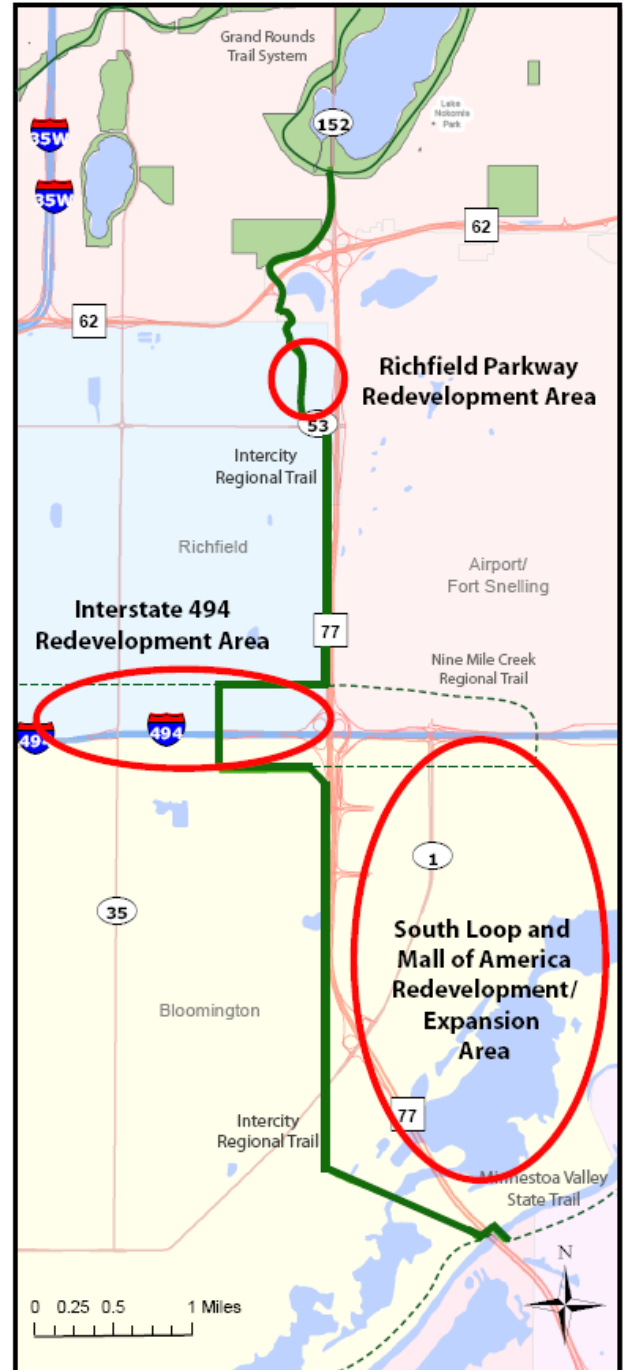 Grand Rounds
Trail System
152
Lake
Nokomis
Park
35W
35W
62
62
Richfield Parkway
Redevelopment Area
53
Intercity
Regional Trail
Richfield
Airport/
Fort Snelling
Interstate 494
Redevelopment Area
77
Nine Mile Creek
Regional Trail
494
494
1
35
South Loop and
Mall of America
Redevelopment/
Expansion
Area
Bloomington
77
Intercity
Regional Trail
Minnestoa Valley
State Trail
N
0 0.25 0.5 1 Miles